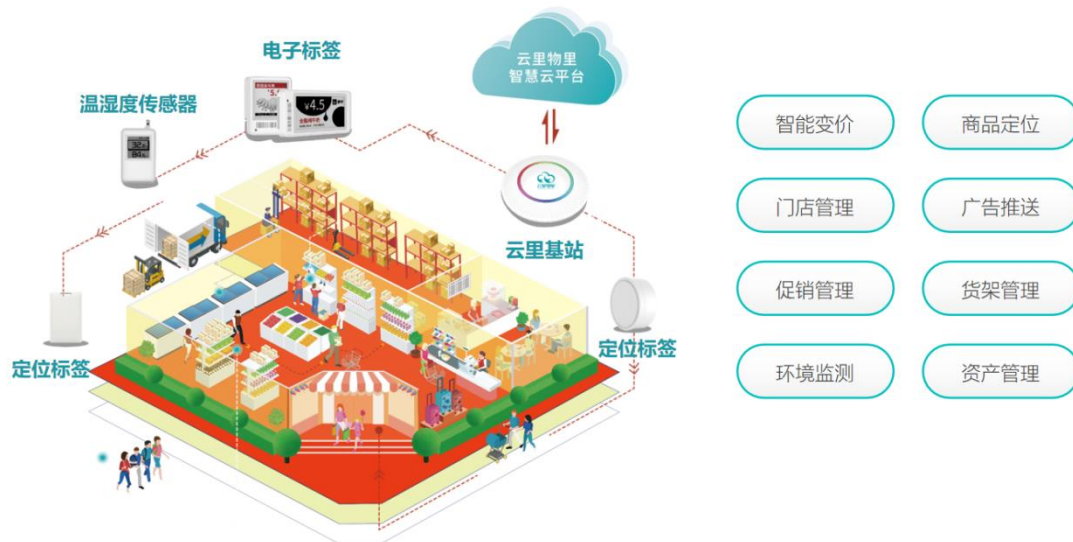 电子标签
云里物里
智慧云平台
温湿度传感器
¥4.5
云里基站
定位标签
定位标签
智能变价
商品定位
门店管理
广告推送
促销管理
货架管理
环境监测
资产管理